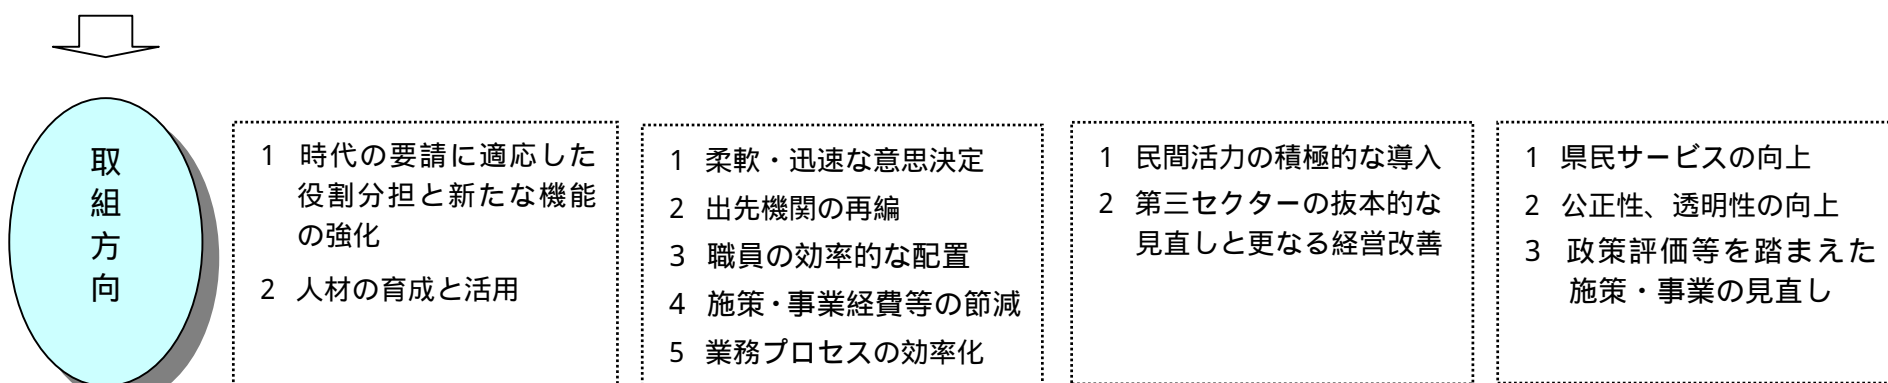 取組方向
1 時代の要請に適応した
役割分担と新たな機能
の強化
2 人材の育成と活用
1 柔軟・迅速な意思決定
2 出先機関の再編
3 職員の効率的な配置
4 施策・事業経費等の節減
5 業務プロセスの効率化
1 民間活力の積極的な導入
2 第三セクターの抜本的な
見直しと更なる経営改善
1 県民サービスの向上
2 公正性、透明性の向上
3 政策評価等を踏まえた
施策・事業の見直し